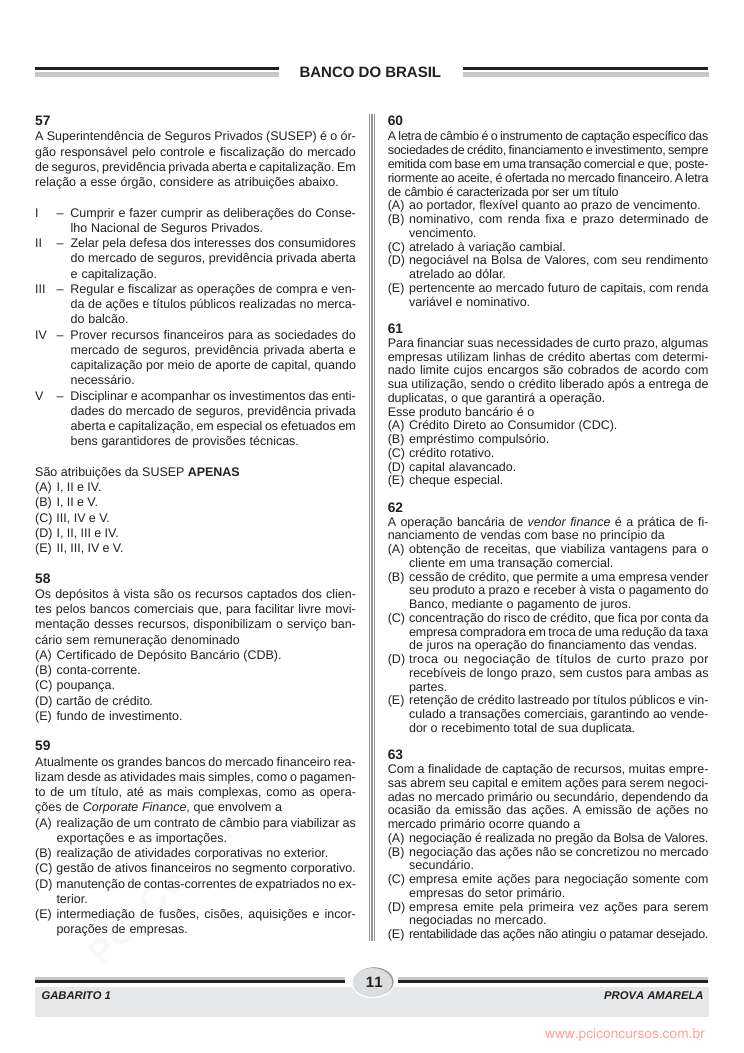 BANCO DO BRASIL
57
A Superintendência de Seguros Privados (SUSEP) é o ór-
gão responsável pelo controle e fiscalização do mercado
de seguros, previdência privada aberta e capitalização. Em
relação a esse órgão, considere as atribuições abaixo.
I – Cumprir e fazer cumprir as deliberações do Conse-
lho Nacional de Seguros Privados.
II – Zelar pela defesa dos interesses dos consumidores
do mercado de seguros, previdência privada aberta
e capitalização.
III – Regular e fiscalizar as operações de compra e ven-
da de ações e títulos públicos realizadas no merca-
do balcão.
IV – Prover recursos financeiros para as sociedades do
mercado de seguros, previdência privada aberta e
capitalização por meio de aporte de capital, quando
necessário.
V – Disciplinar e acompanhar os investimentos das enti-
dades do mercado de seguros, previdência privada
aberta e capitalização, em especial os efetuados em
bens garantidores de provisões técnicas.
São atribuições da SUSEP APENAS
(A) I, II e IV.
(B) I, II e V.
(C) III, IV e V.
(D) I, II, III e IV.
(E) II, III, IV e V.
58
Os depósitos à vista são os recursos captados dos clien-
tes pelos bancos comerciais que, para facilitar livre movi-
mentação desses recursos, disponibilizam o serviço ban-
cário sem remuneração denominado
(A) Certificado de Depósito Bancário (CDB).
(B) conta-corrente.
(C) poupança.
(D) cartão de crédito.
(E) fundo de investimento.
59
Atualmente os grandes bancos do mercado financeiro rea-
lizam desde as atividades mais simples, como o pagamen-
to de um título, até as mais complexas, como as opera-
ções de Corporate Finance, que envolvem a
(A) realização de um contrato de câmbio para viabilizar as
exportações e as importações.
(B) realização de atividades corporativas no exterior.
(C) gestão de ativos financeiros no segmento corporativo.
(D) manutenção de contas-correntes de expatriados no ex-
terior.
(E) intermediação de fusões, cisões, aquisições e incor-
porações de empresas.
60
A letra de câmbio é o instrumento de captação específico das
sociedades de crédito, financiamento e investimento, sempre
emitida com base em uma transação comercial e que, poste-
riormente ao aceite, é ofertada no mercado financeiro. A letra
de câmbio é caracterizada por ser um título
(A) ao portador, flexível quanto ao prazo de vencimento.
(B) nominativo, com renda fixa e prazo determinado de
vencimento.
(C) atrelado à variação cambial.
(D) negociável na Bolsa de Valores, com seu rendimento
atrelado ao dólar.
(E) pertencente ao mercado futuro de capitais, com renda
variável e nominativo.
61
Para financiar suas necessidades de curto prazo, algumas
empresas utilizam linhas de crédito abertas com determi-
nado limite cujos encargos são cobrados de acordo com
sua utilização, sendo o crédito liberado após a entrega de
duplicatas, o que garantirá a operação.
Esse produto bancário é o
(A) Crédito Direto ao Consumidor (CDC).
(B) empréstimo compulsório.
(C) crédito rotativo.
(D) capital alavancado.
(E) cheque especial.
62
A operação bancária de vendor finance é a prática de fi-
nanciamento de vendas com base no princípio da
(A) obtenção de receitas, que viabiliza vantagens para o
cliente em uma transação comercial.
(B) cessão de crédito, que permite a uma empresa vender
seu produto a prazo e receber à vista o pagamento do
Banco, mediante o pagamento de juros.
(C) concentração do risco de crédito, que fica por conta da
empresa compradora em troca de uma redução da taxa
de juros na operação do financiamento das vendas.
(D) troca ou negociação de títulos de curto prazo por
recebíveis de longo prazo, sem custos para ambas as
partes.
(E) retenção de crédito lastreado por títulos públicos e vin-
culado a transações comerciais, garantindo ao vende-
dor o recebimento total de sua duplicata.
63
Com a finalidade de captação de recursos, muitas empre-
sas abrem seu capital e emitem ações para serem negoci-
adas no mercado primário ou secundário, dependendo da
ocasião da emissão das ações. A emissão de ações no
mercado primário ocorre quando a
(A) negociação é realizada no pregão da Bolsa de Valores.
(B) negociação das ações não se concretizou no mercado
secundário.
(C) empresa emite ações para negociação somente com
empresas do setor primário.
(D) empresa emite pela primeira vez ações para serem
negociadas no mercado.
(E) rentabilidade das ações não atingiu o patamar desejado.
11
GABARITO 1
PROVA AMARELA
www.pciconcursos.com.br